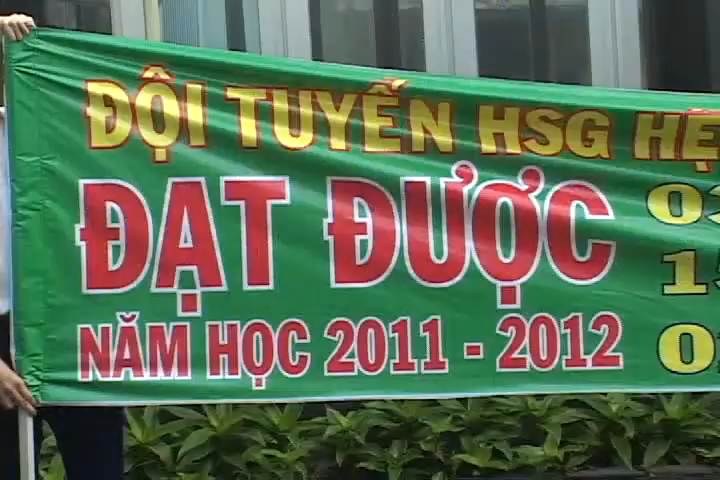 ĐỘI TUYỂN HSG
ĐẠT ĐƯỢC
NĂM HỌC 2011 - 2012